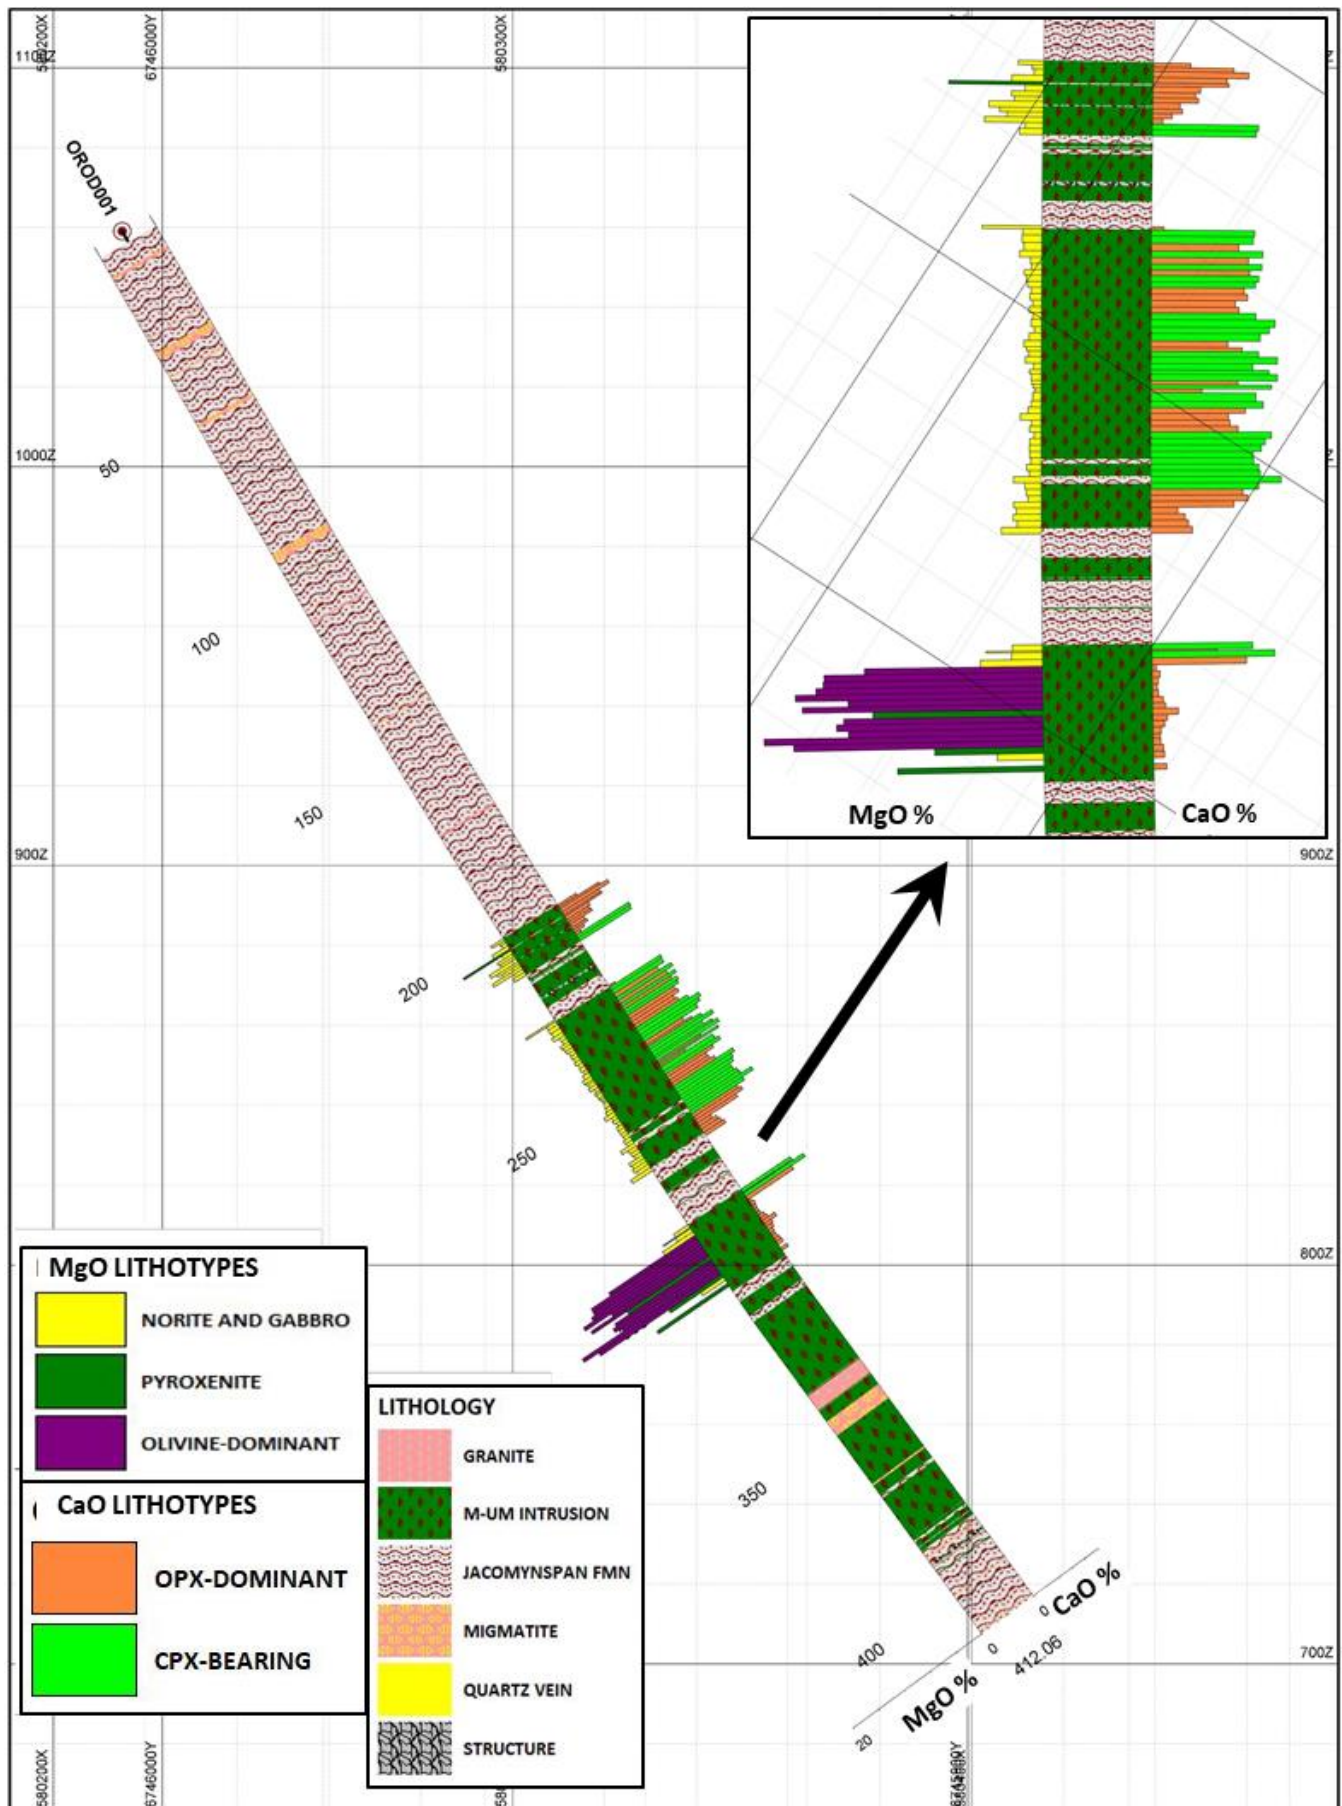 580200X
6746000Y
580300X
1100Z
OROD001
1000Z
50
100
150
MgO %
CaO %
900Z
900Z
200
250
800Z
MgO LITHOTYPES
NORITE AND GABBRO
PYROXENITE
OLIVINE-DOMINANT
CaO LITHOTYPES
OPX-DOMINANT
CPX-BEARING
LITHOLOGY
GRANITE
M-UM INTRUSION
JACOMYNSPAN FMN
MIGMATITE
QUARTZ VEIN
STRUCTURE
350
0
CaO %
0
412.06
400
MgO %
20
700Z
580200X
6746000Y